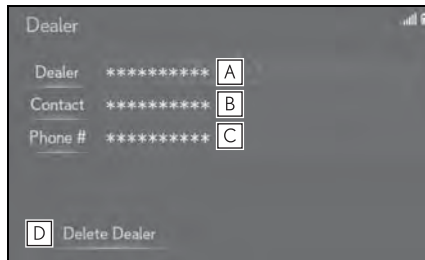 Dealer
Dealer ********** A
Contact ********** B
Phone # ********** C
D Delete Dealer